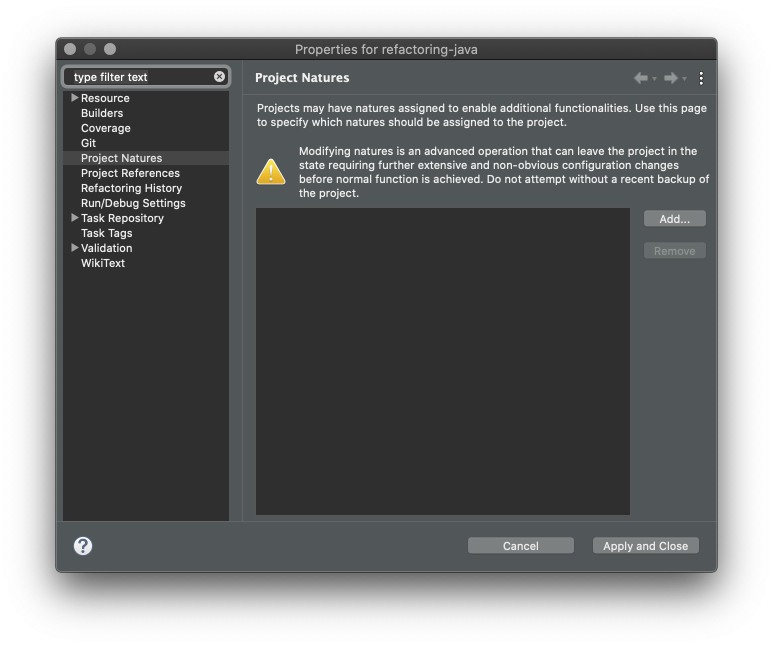 Properties for refactoring-java
type filter text
Resource
Builders
Coverage
Git
Project Natures
Project References
Refactoring History
Run/Debug Settings
Task Repository
Task Tags
Validation
WikiText
Project Natures
Projects may have natures assigned to enable additional functionalities. Use this page
to specify which natures should be assigned to the project.
Modifying natures is an advanced operation that can leave the project in the
state requiring further extensive and non-obvious configuration changes
before normal function is achieved. Do not attempt without a recent backup of
the project.
Add...
Remove
?
Cancel
Apply and Close